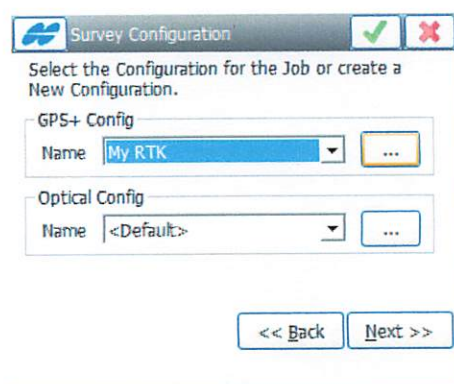 Survey Configuration
Select the Configuration for the Job or create a
New Configuration.
GPS+ Config
Name My RTK ...
Optical Config
Name <Default> ...
<< Back Next >>